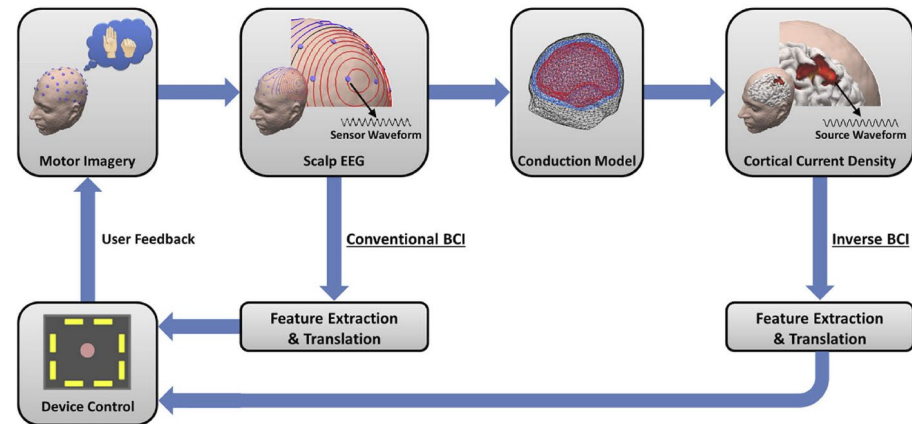 Sensor Waveform
Source Waveform
Motor Imagery
Scalp EEG
Conduction Model
Cortical Current Density
User Feedback
Conventional BCI
Inverse BCI
Feature Extraction
& Translation
Feature Extraction
& Translation
Device Control